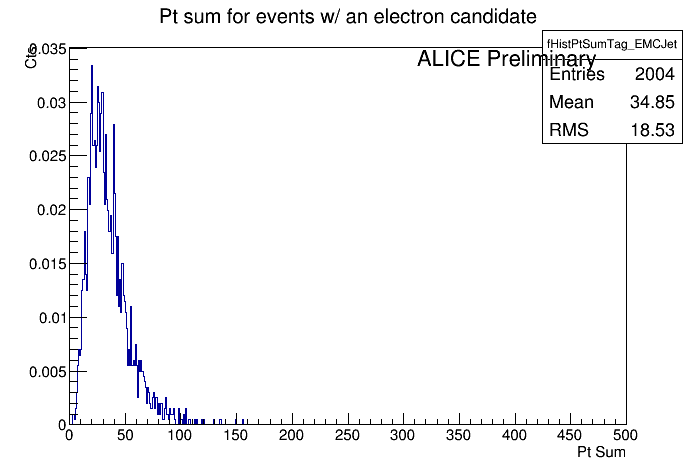 Pt sum for events w/ an electron candidate
fHistPtSumTag_EMCJet
Entries 2004
Mean 34.85
RMS 18.53
ALICE Preliminary
Cts
0.035
0.03
0.025
0.02
0.015
0.01
0.005
0
0 50 100 150 200 250 300 350 400 450 500
Pt Sum